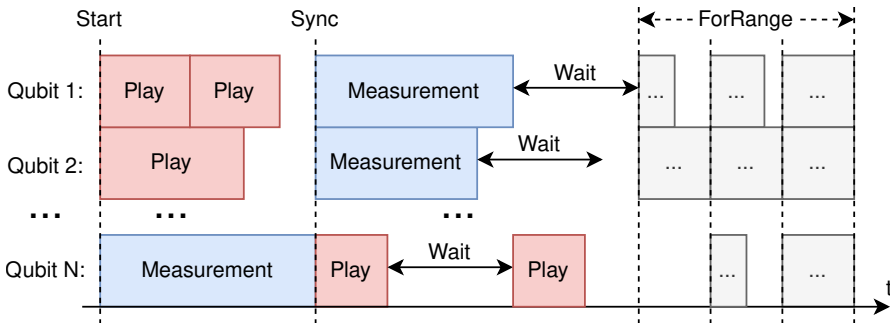 Start Sync ForRange
Qubit 1: Play Play Measurement Wait ... ... ...
Qubit 2: Play Measurement Wait ... ... ...
... ... ...
Qubit N: Measurement Play Wait Play ... ...
t